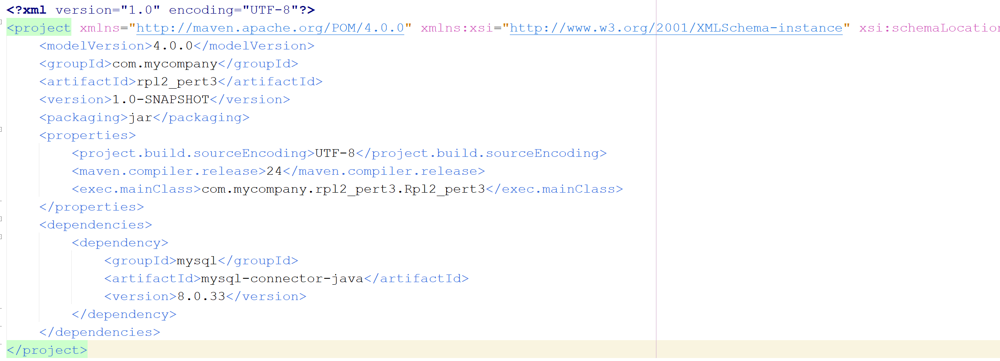 <?xml version="1.0" encoding="UTF-8"?>
<project xmlns="http://maven.apache.org/POM/4.0.0" xmlns:xsi="http://www.w3.org/2001/XMLSchema-instance" xsi:schemaLocation
<modelVersion>4.0.0</modelVersion>
<groupId>com.mycompany</groupId>
<artifactId>rpl2_pert3</artifactId>
<version>1.0-SNAPSHOT</version>
<packaging>jar</packaging>
<properties>
<project.build.sourceEncoding>UTF-8</project.build.sourceEncoding>
<maven.compiler.release>24</maven.compiler.release>
<exec.mainClass>com.mycompany.rpl2_pert3.Rpl2_pert3</exec.mainClass>
</properties>
<dependencies>
<dependency>
<groupId>mysql</groupId>
<artifactId>mysql-connector-java</artifactId>
<version>8.0.33</version>
</dependency>
</dependencies>
</project>